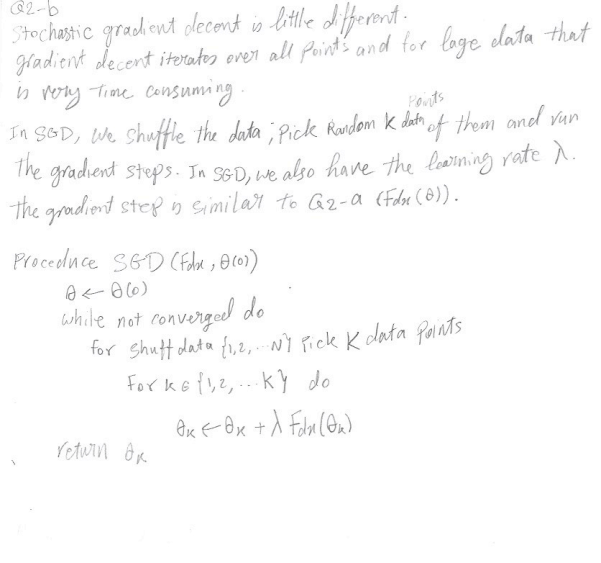 Q2-b
Stochastic gradient decent is little different.
gradient decent iterates over all points and for lage data that
is very time consuming.
In SGD, we shuffle the data; pick Random k data points of them and run
The gradient steps. In SGD, we also have the learning rate λ.
The gradient step is similar to Q2-a (Fdx(θ)).
Procedure SGD (Fdx, θ(0))
θ ← θ(0)
while not converged do
for shuff data {1,2, .. N} Pick K data points
For k ∈ {1,2, ... K} do
θk ← θk + λ Fdx(θk)
return θk